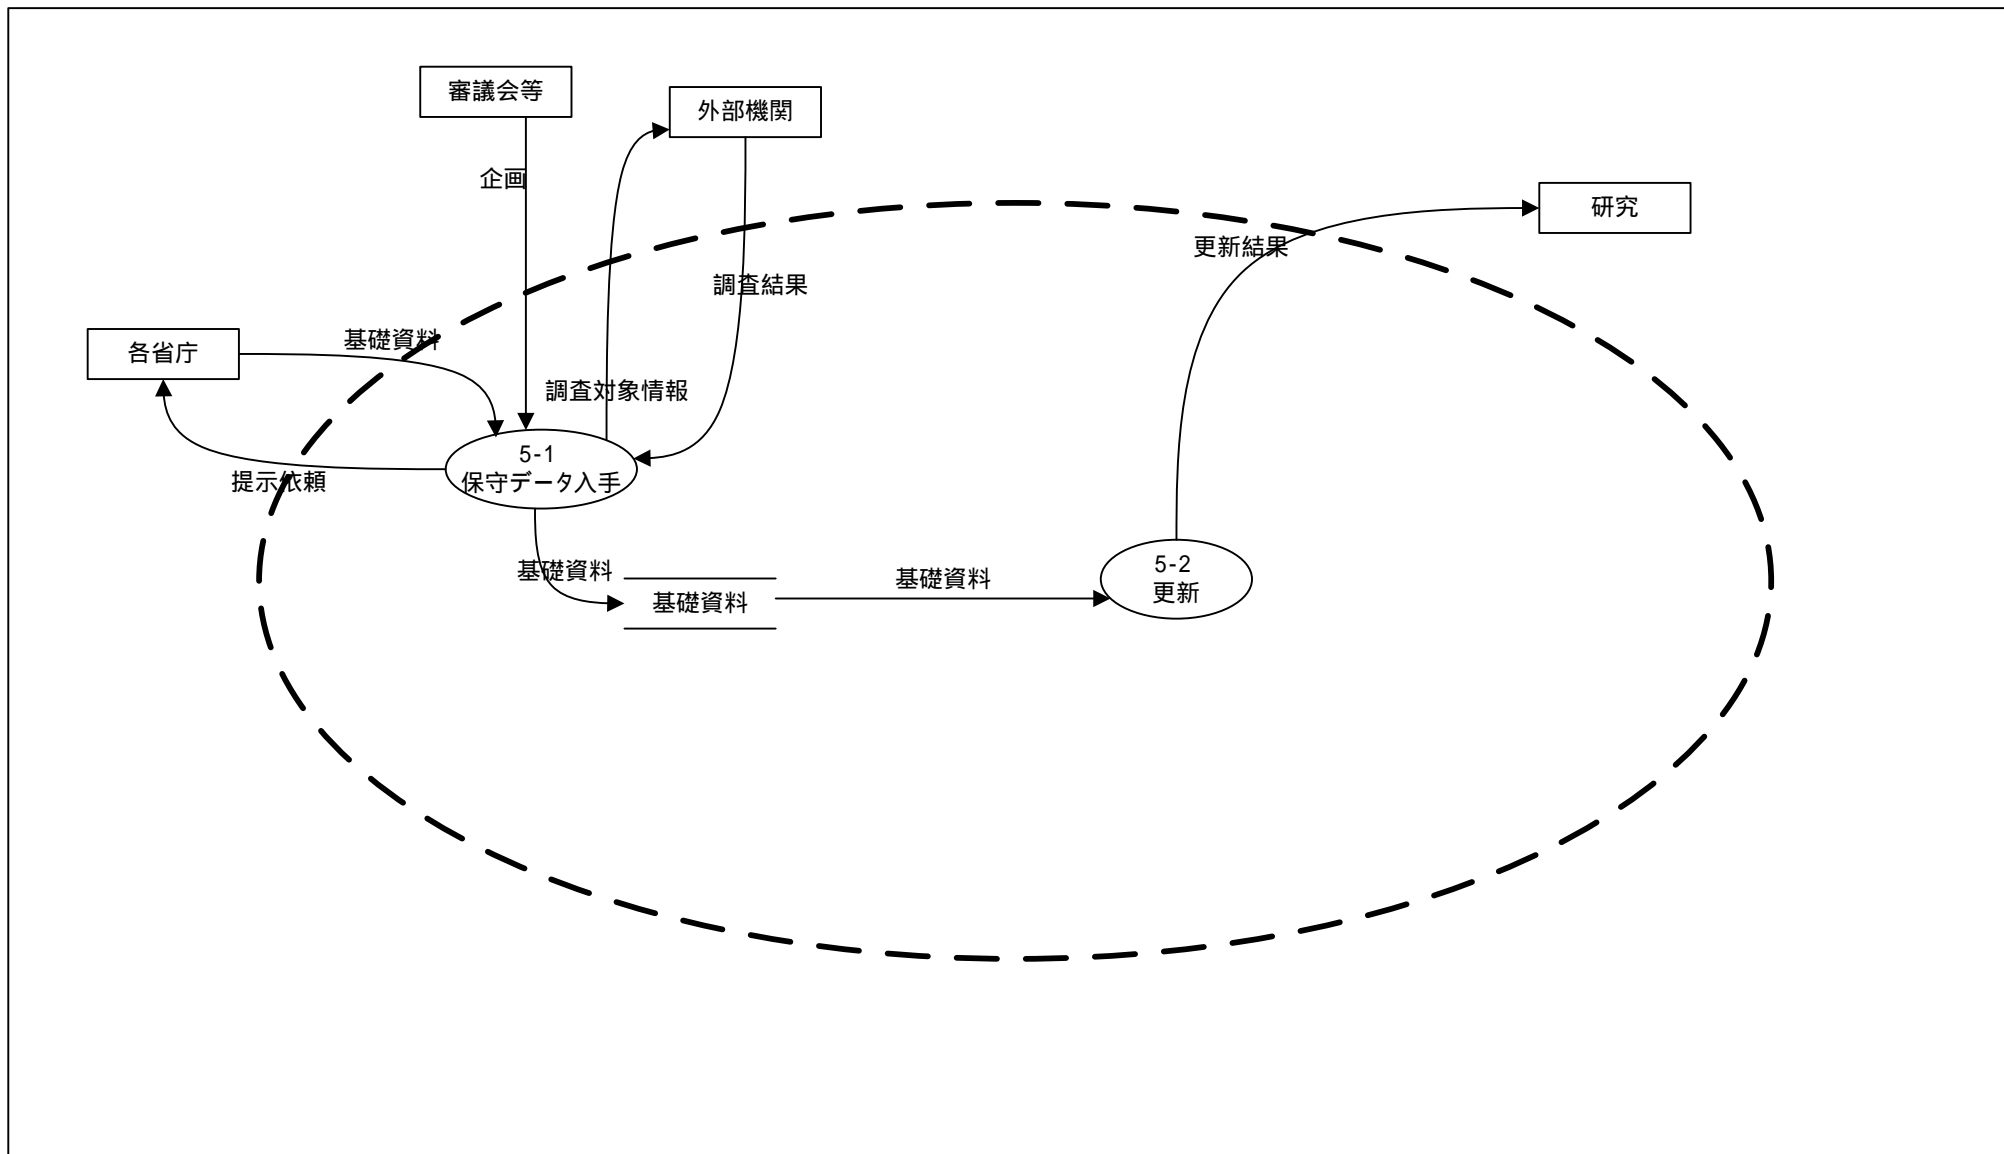 審議会等
外部機関
企画
研究
更新結果
調査結果
基礎資料
各省庁
調査対象情報
5-1
保守データ入手
提示依頼
基礎資料
基礎資料
基礎資料
5-2
更新